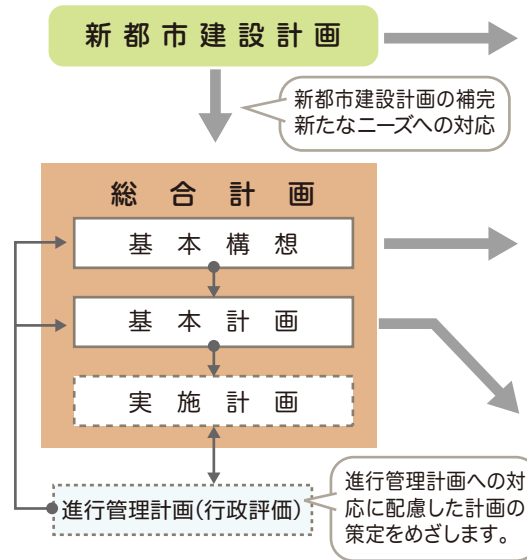 新都市建設計画
新都市建設計画の補完
新たなニーズへの対応
総合計画
基本構想
基本計画
実施計画
進行管理計画(行政評価)
進行管理計画への対
応に配慮した計画の
策定をめざします。